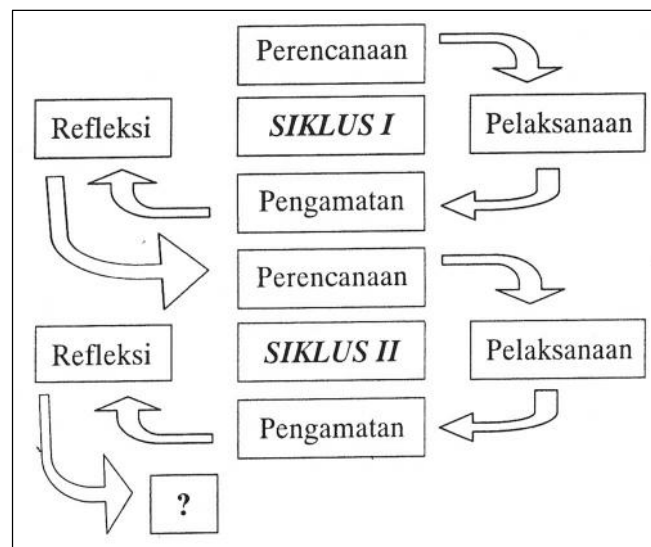 Perencanaan
Refleksi
SIKLUS I
Pelaksanaan
Pengamatan
Perencanaan
Refleksi
SIKLUS II
Pelaksanaan
Pengamatan
?